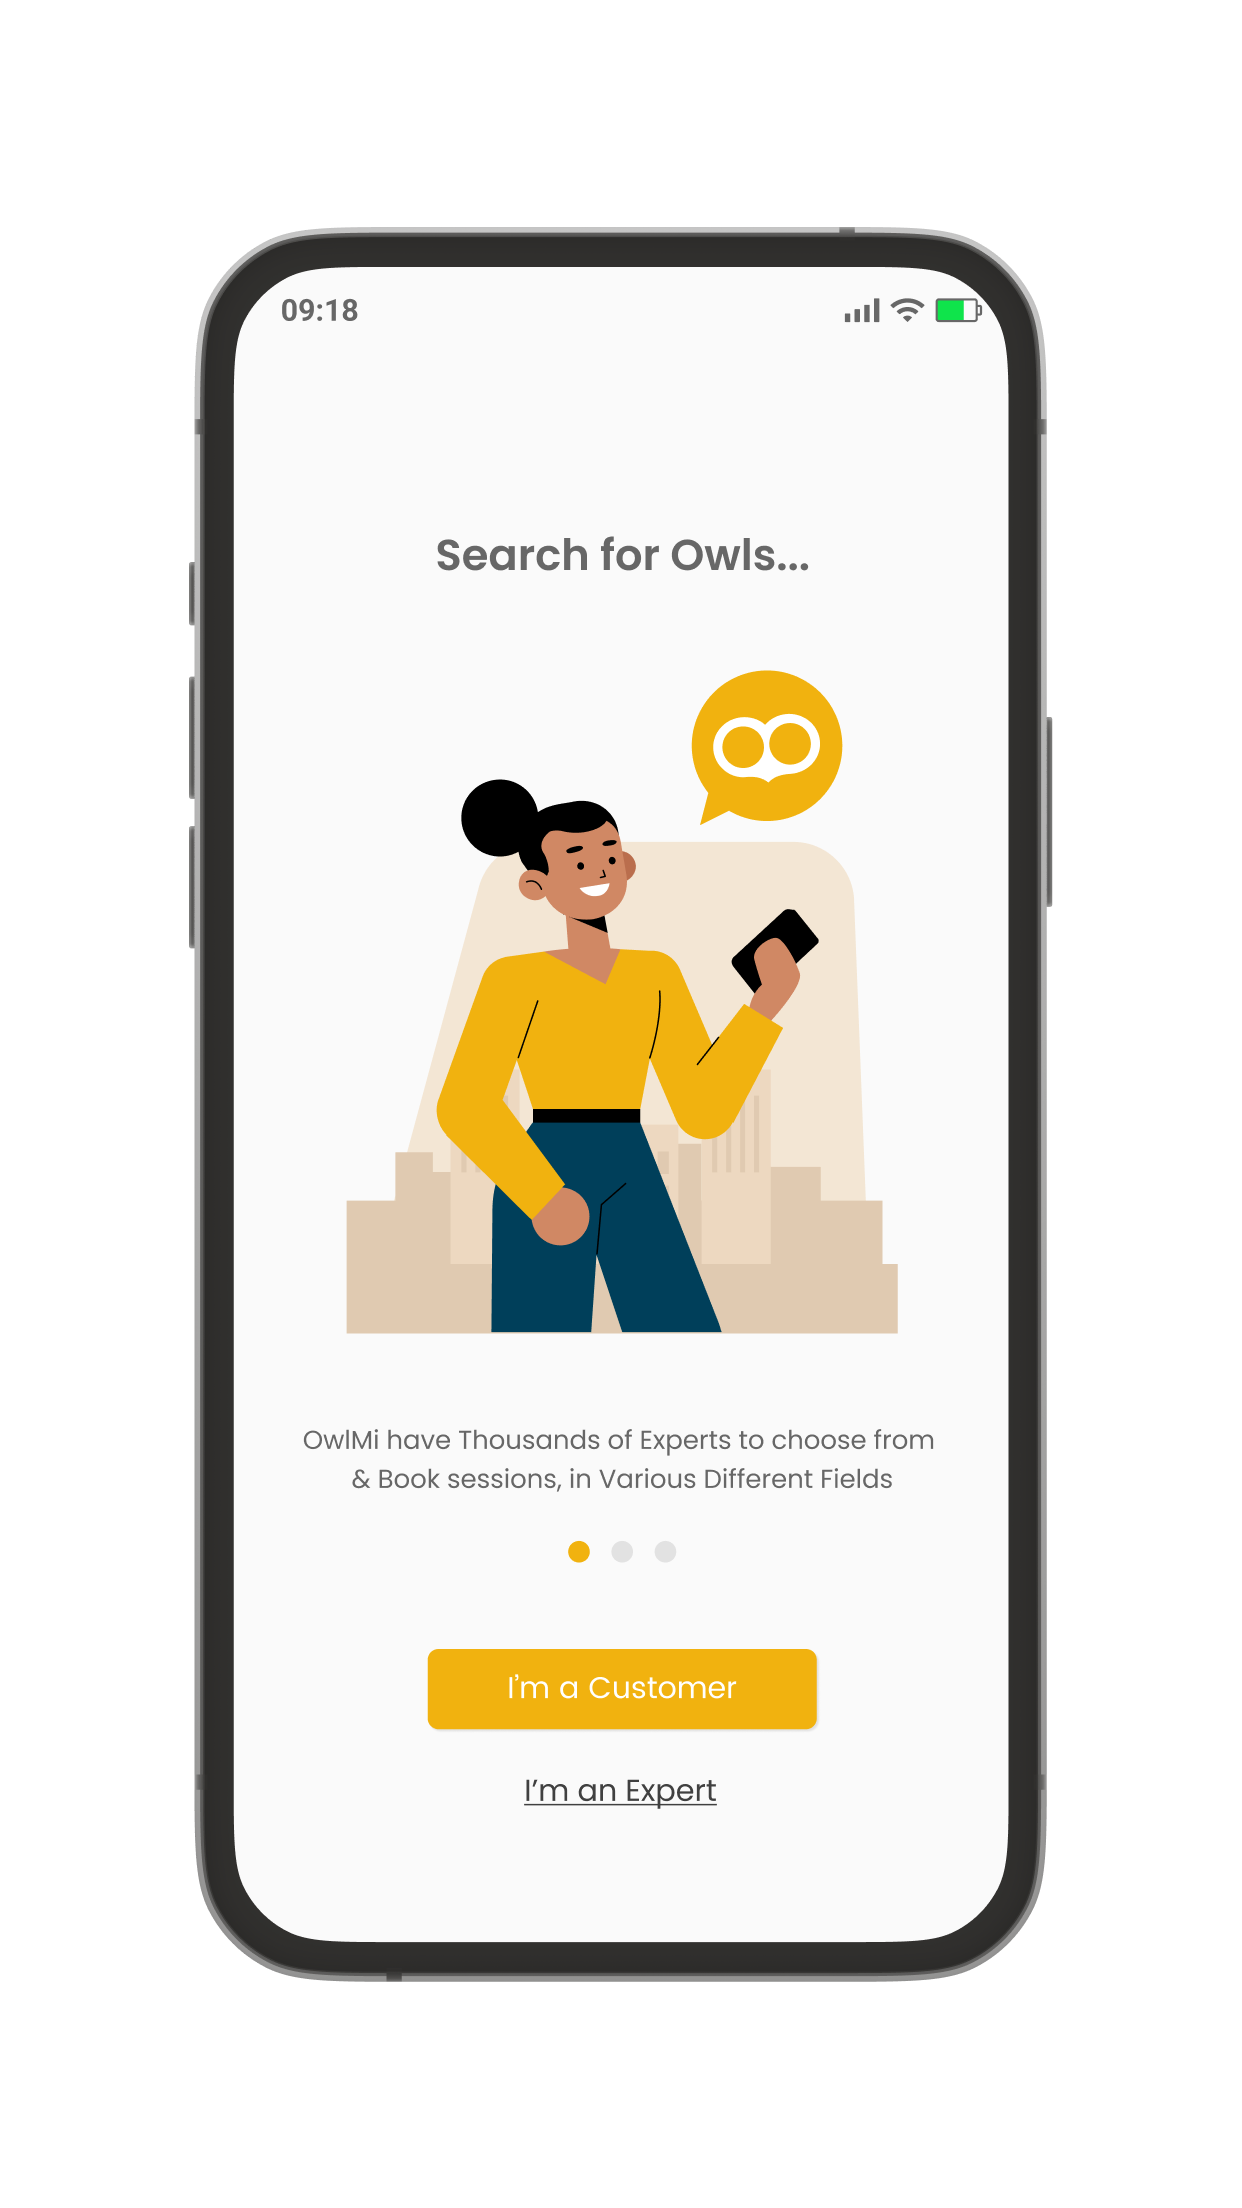 09:18
Search for Owls...
OwlMi have Thousands of Experts to choose from
& Book sessions, in Various Different Fields
I'm a Customer
I'm an Expert